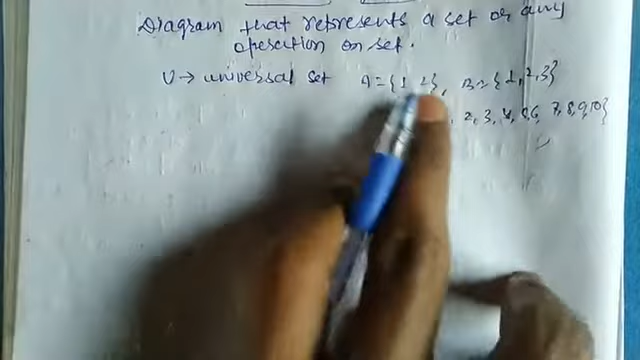 Diagram that represents a set or any
operation on set.
U → universal set A = {1, 2}, B = {1, 2, 3}
, 2, 3, 4, 5, 6, 7, 8, 9, 10}